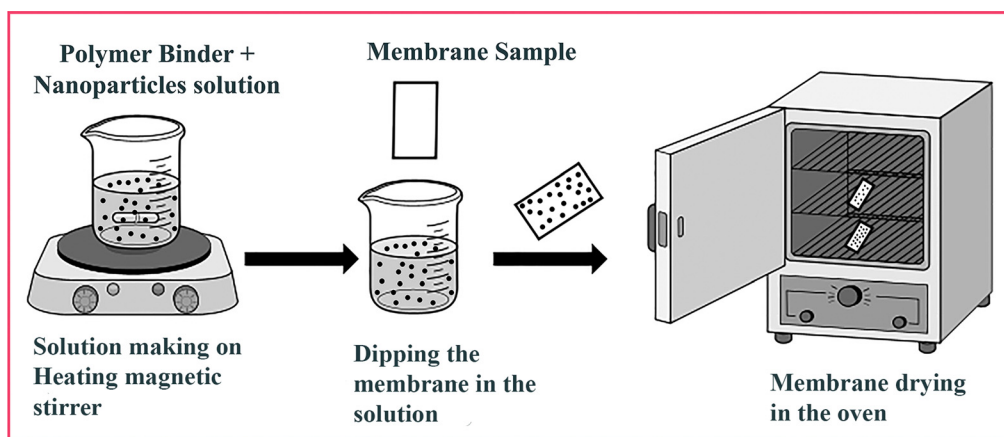 Polymer Binder +
Nanoparticles solution
Membrane Sample
Solution making on
Heating magnetic
stirrer
Dipping the
membrane in the
solution
Membrane drying
in the oven